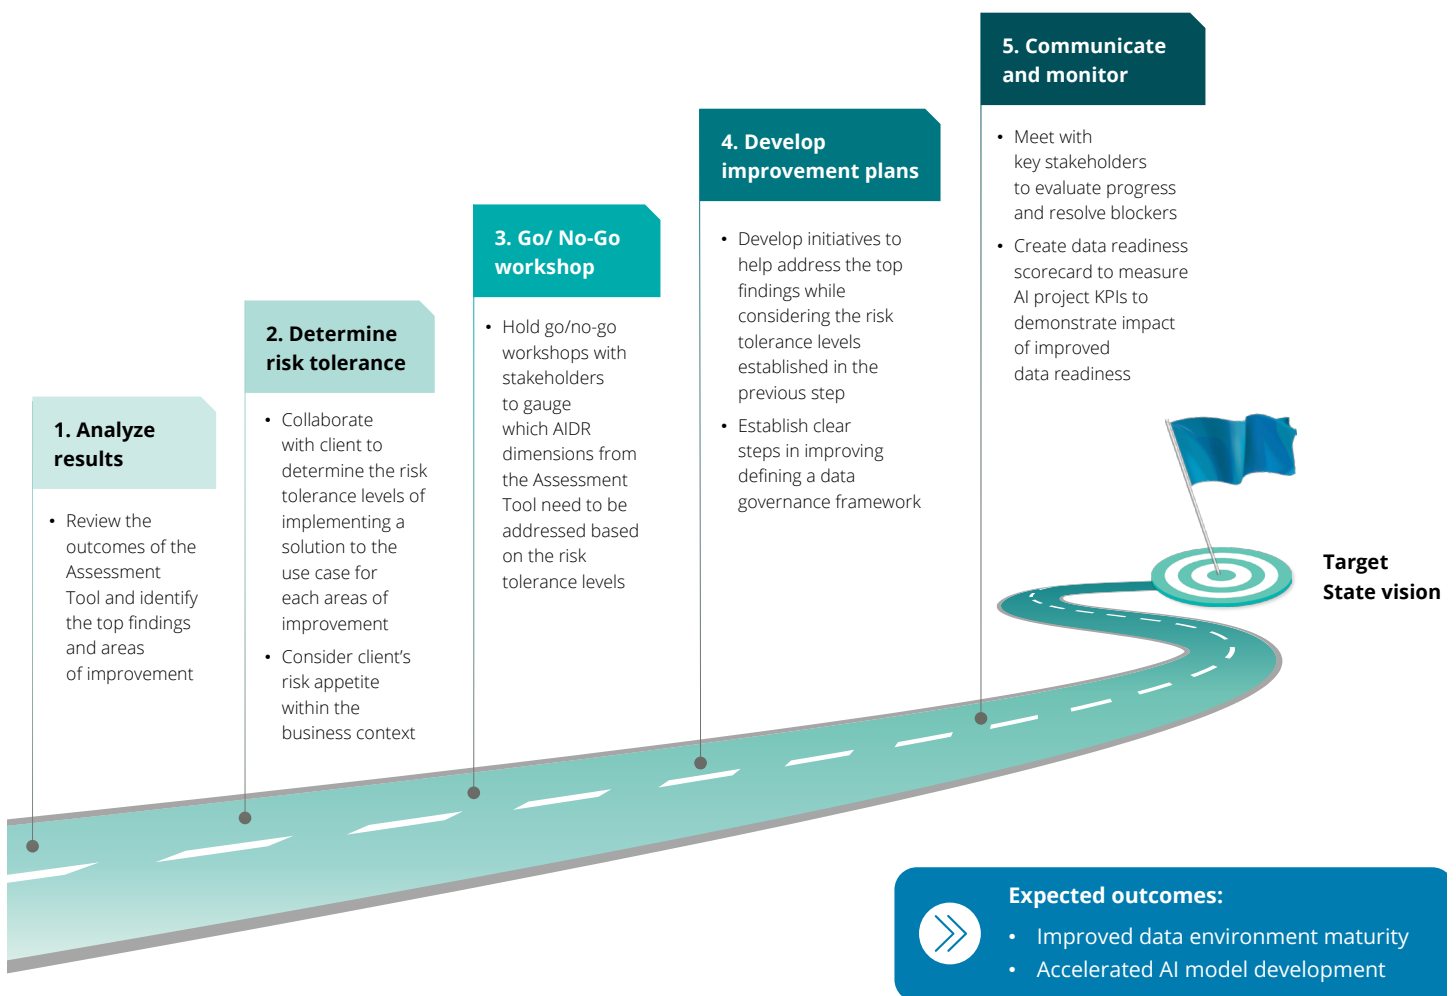 1. Analyze
results
• Review the
outcomes of the
Assessment
Tool and identify
the top findings
and areas
of improvement
2. Determine
risk tolerance
• Collaborate
with client to
determine the risk
tolerance levels of
implementing a
solution to the
use case for
each areas of
improvement
• Consider client’s
risk appetite
within the
business context
3. Go/ No-Go
workshop
• Hold go/no-go
workshops with
stakeholders
to gauge
which AIDR
dimensions from
the Assessment
Tool need to be
addressed based
on the risk
tolerance levels
4. Develop
improvement plans
• Develop initiatives to
help address the top
findings while
considering the risk
tolerance levels
established in the
previous step
• Establish clear
steps in improving
defining a data
governance framework
5. Communicate
and monitor
• Meet with
key stakeholders
to evaluate progress
and resolve blockers
• Create data readiness
scorecard to measure
AI project KPIs to
demonstrate impact
of improved
data readiness
Target
State vision
Expected outcomes:
• Improved data environment maturity
• Accelerated AI model development